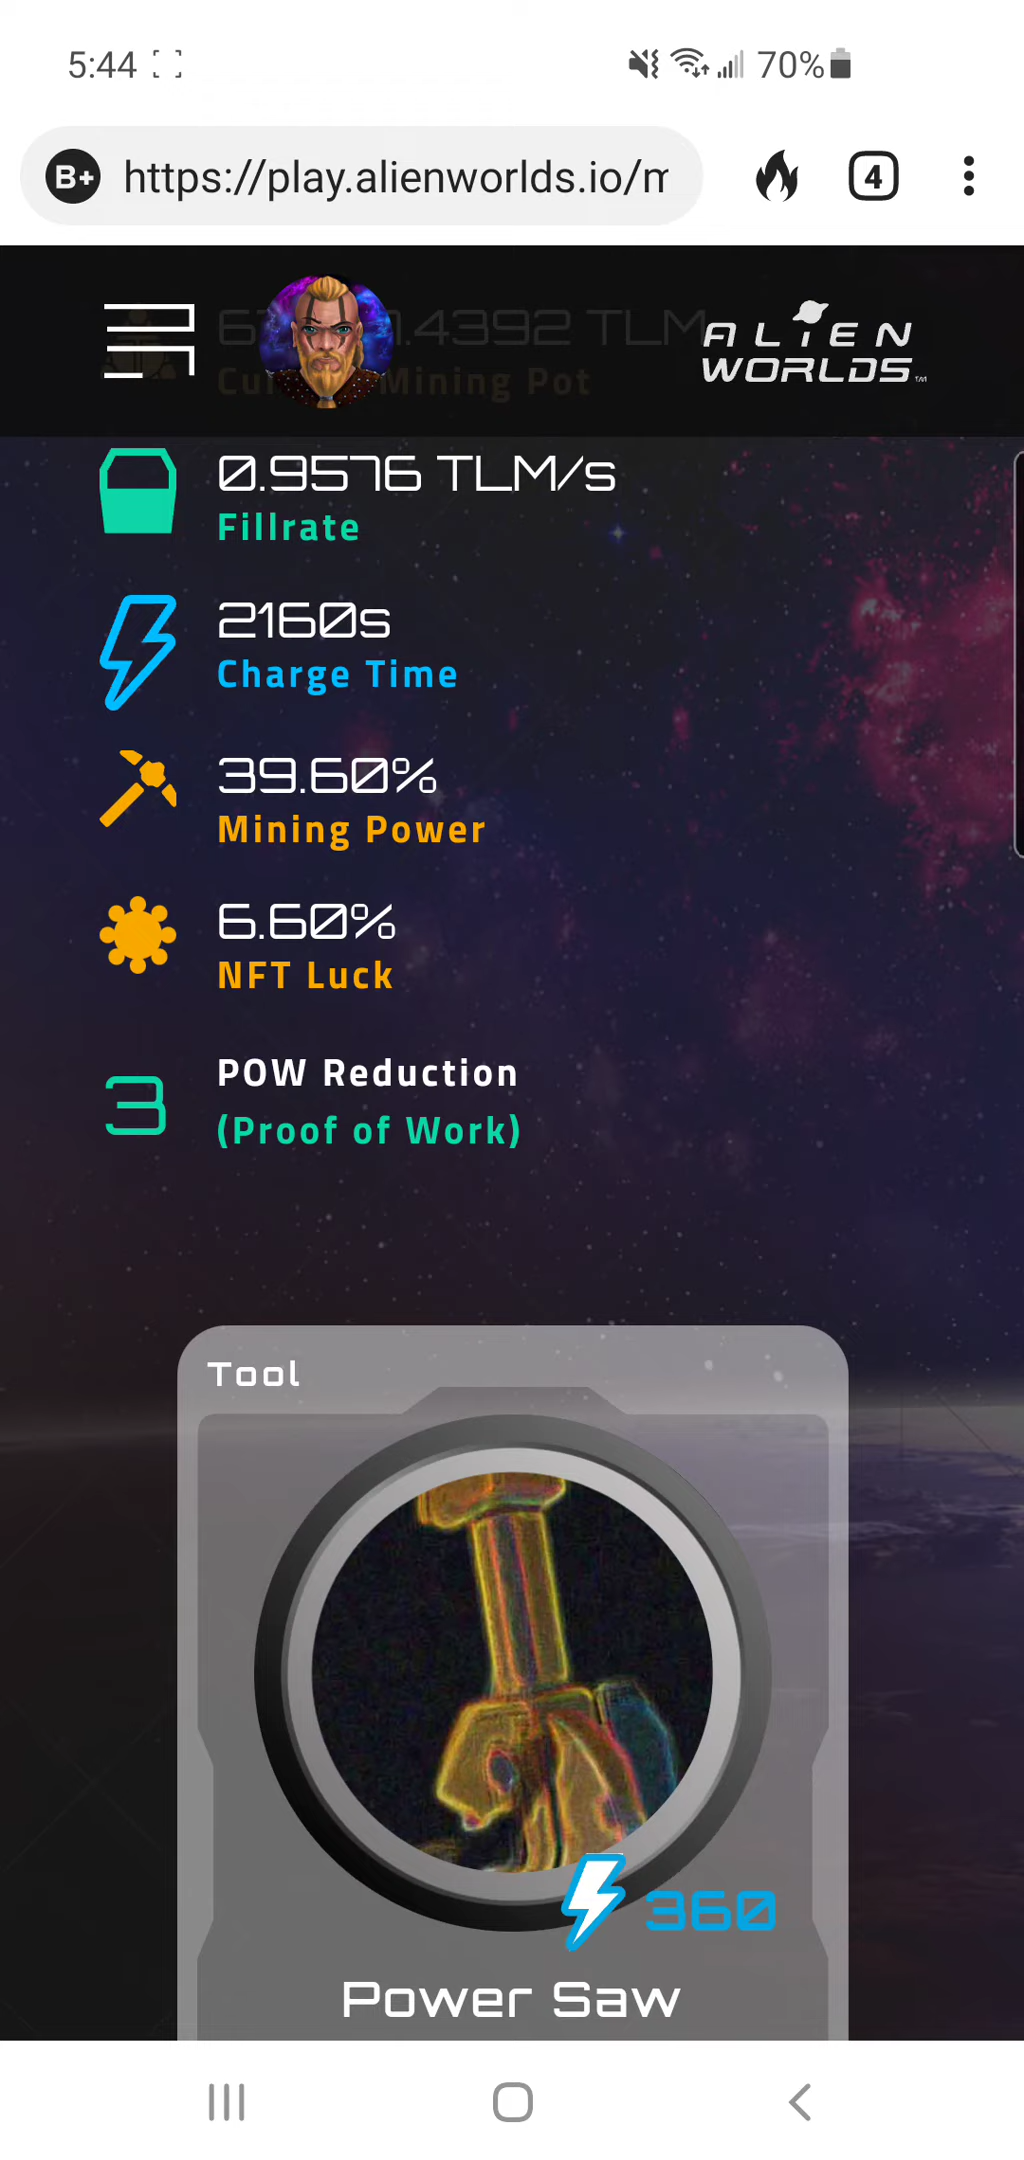 5:44 70%
B+ https://play.alienworlds.io/m 4
.4392 TLM
Mining Pot
ALIEN
WORLDS™
0.9576 TLM/s
Fillrate
2160s
Charge Time
39.60%
Mining Power
6.60%
NFT Luck
3
POW Reduction
(Proof of Work)
Tool
360
Power Saw